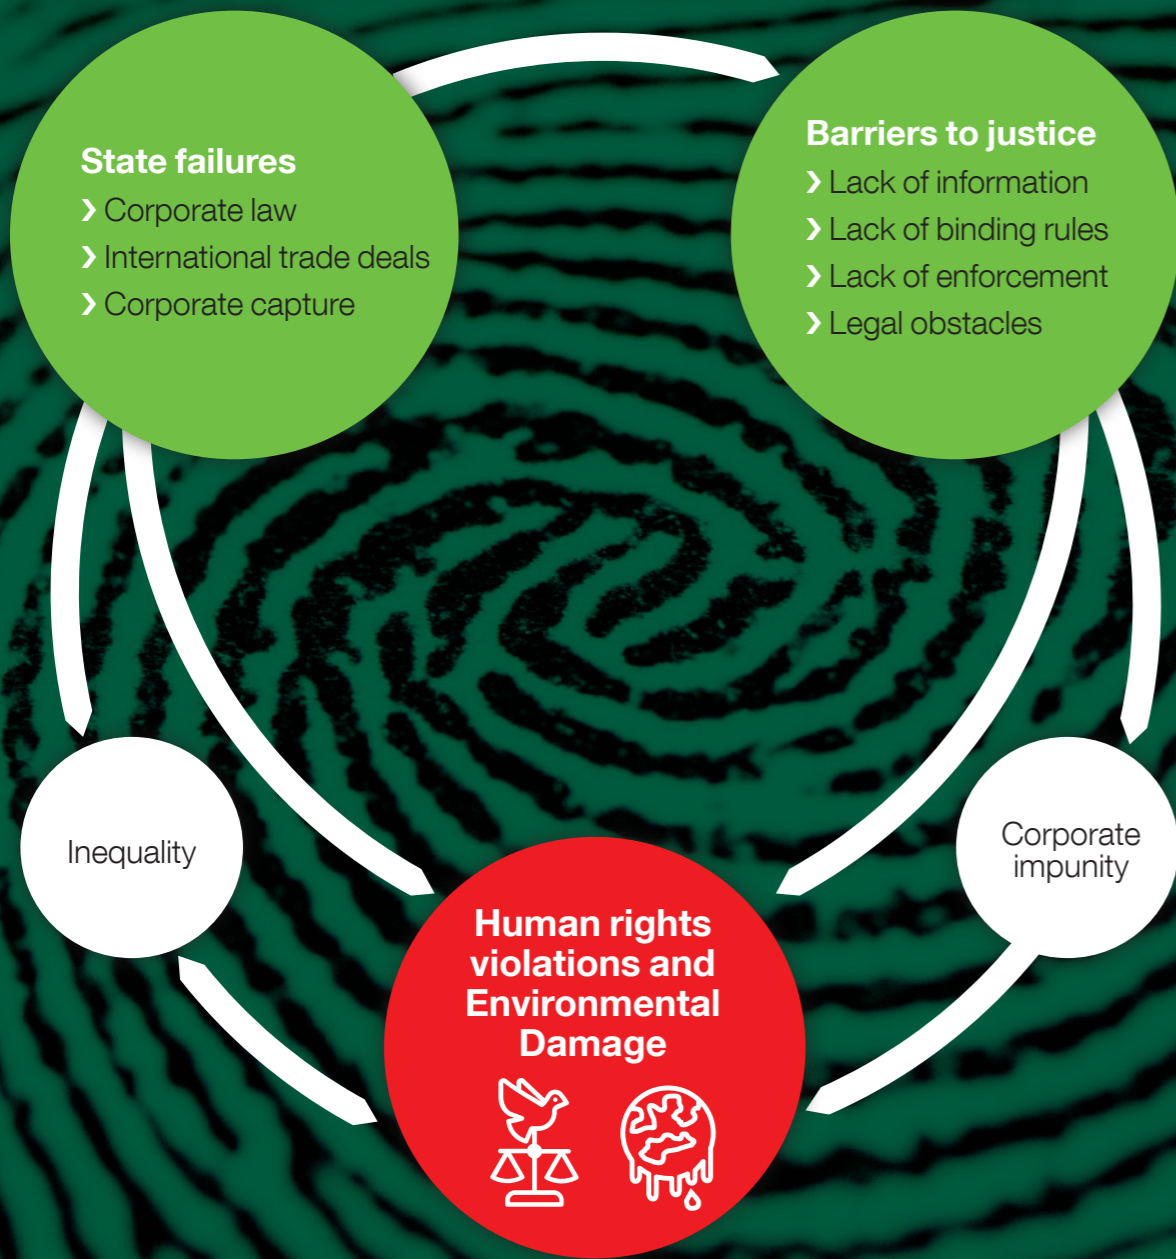 State failures
› Corporate law
› International trade deals
› Corporate capture
Barriers to justice
› Lack of information
› Lack of binding rules
› Lack of enforcement
› Legal obstacles
Inequality
Corporate
impunity
Human rights
violations and
Environmental
Damage